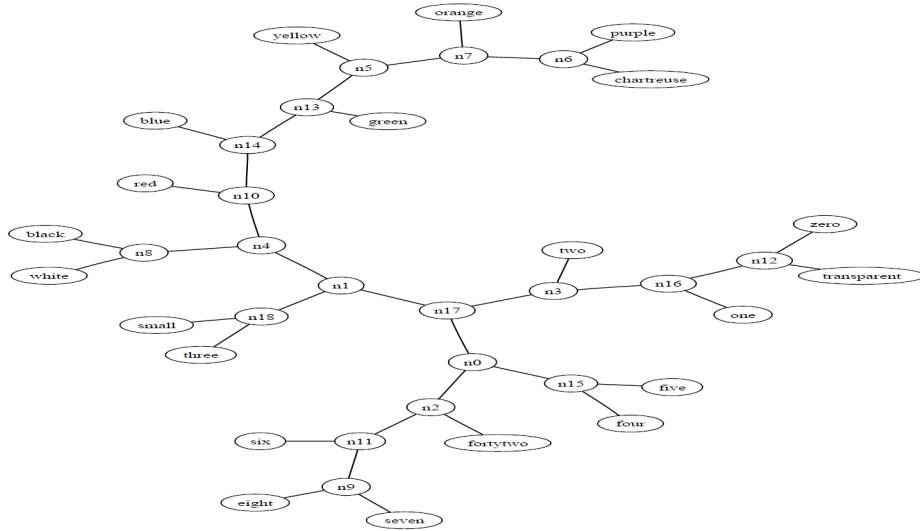 orange
purple
yellow
n7
n6
n5
chartreuse
n13
green
blue
n14
red
n10
zero
black
n4
two
n8
n12
white
transparent
n1
n3
n16
n17
n18
one
small
three
n0
n15
five
n2
four
six
n11
fortytwo
n9
eight
seven